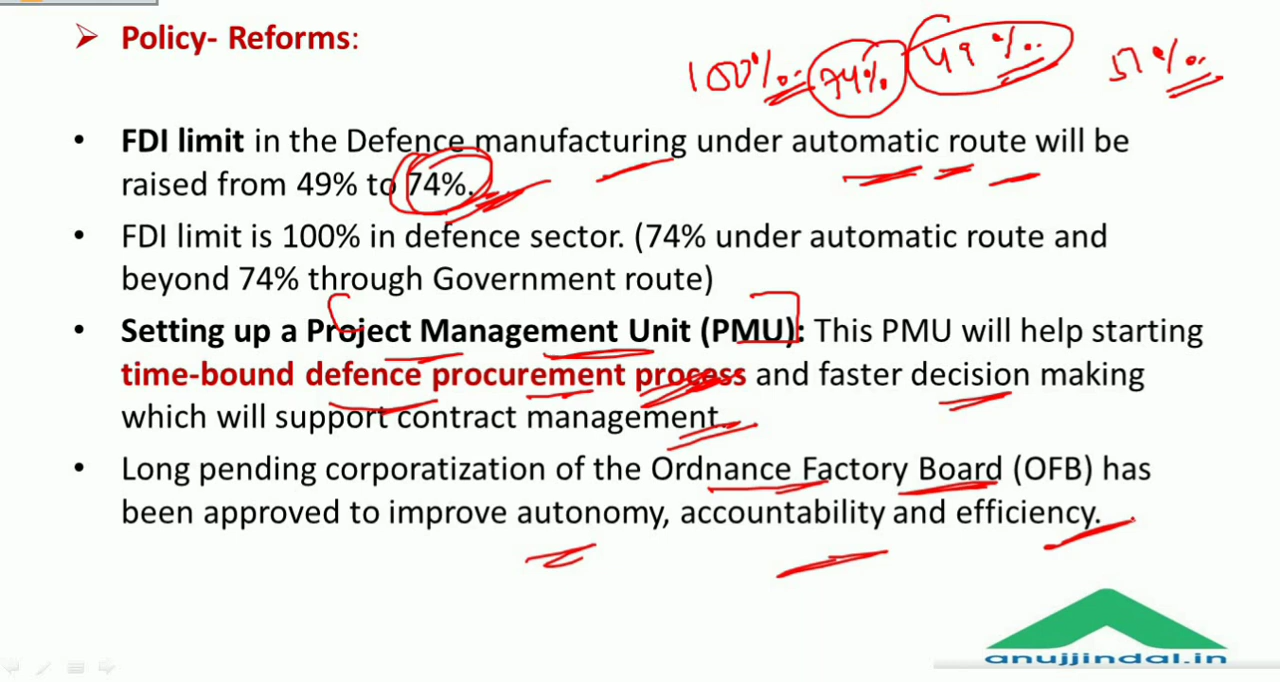 ➤ Policy- Reforms:
100% 74% 49% 51%
• FDI limit in the Defence manufacturing under automatic route will be
raised from 49% to 74%.
• FDI limit is 100% in defence sector. (74% under automatic route and
beyond 74% through Government route)
• Setting up a Project Management Unit (PMU): This PMU will help starting
time-bound defence procurement process and faster decision making
which will support contract management.
• Long pending corporatization of the Ordnance Factory Board (OFB) has
been approved to improve autonomy, accountability and efficiency.
anujjindal.in